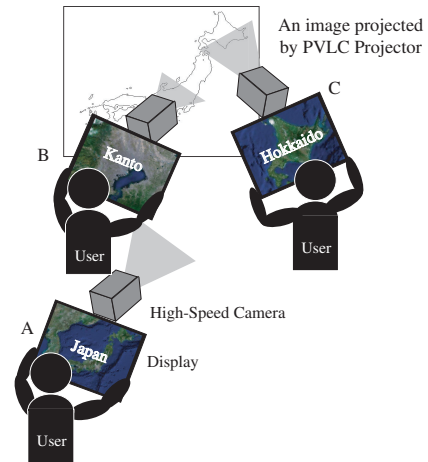 An image projected
by PVLC Projector
C
B
Kanto
Hokkaido
User
User
A
High-Speed Camera
Japan
Display
User